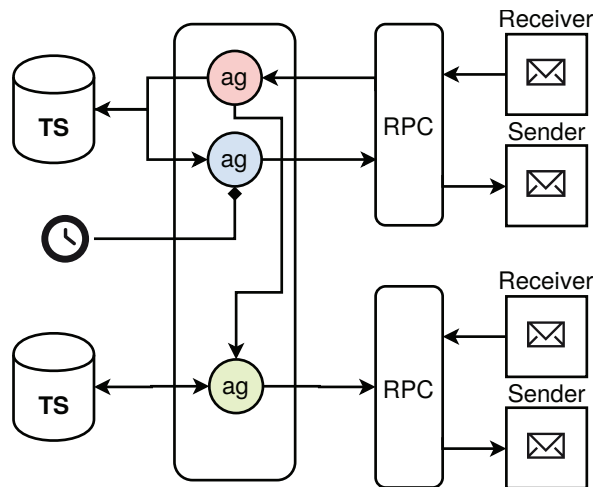 Receiver
ag
TS
RPC
Sender
ag
Receiver
ag
TS
RPC
Sender